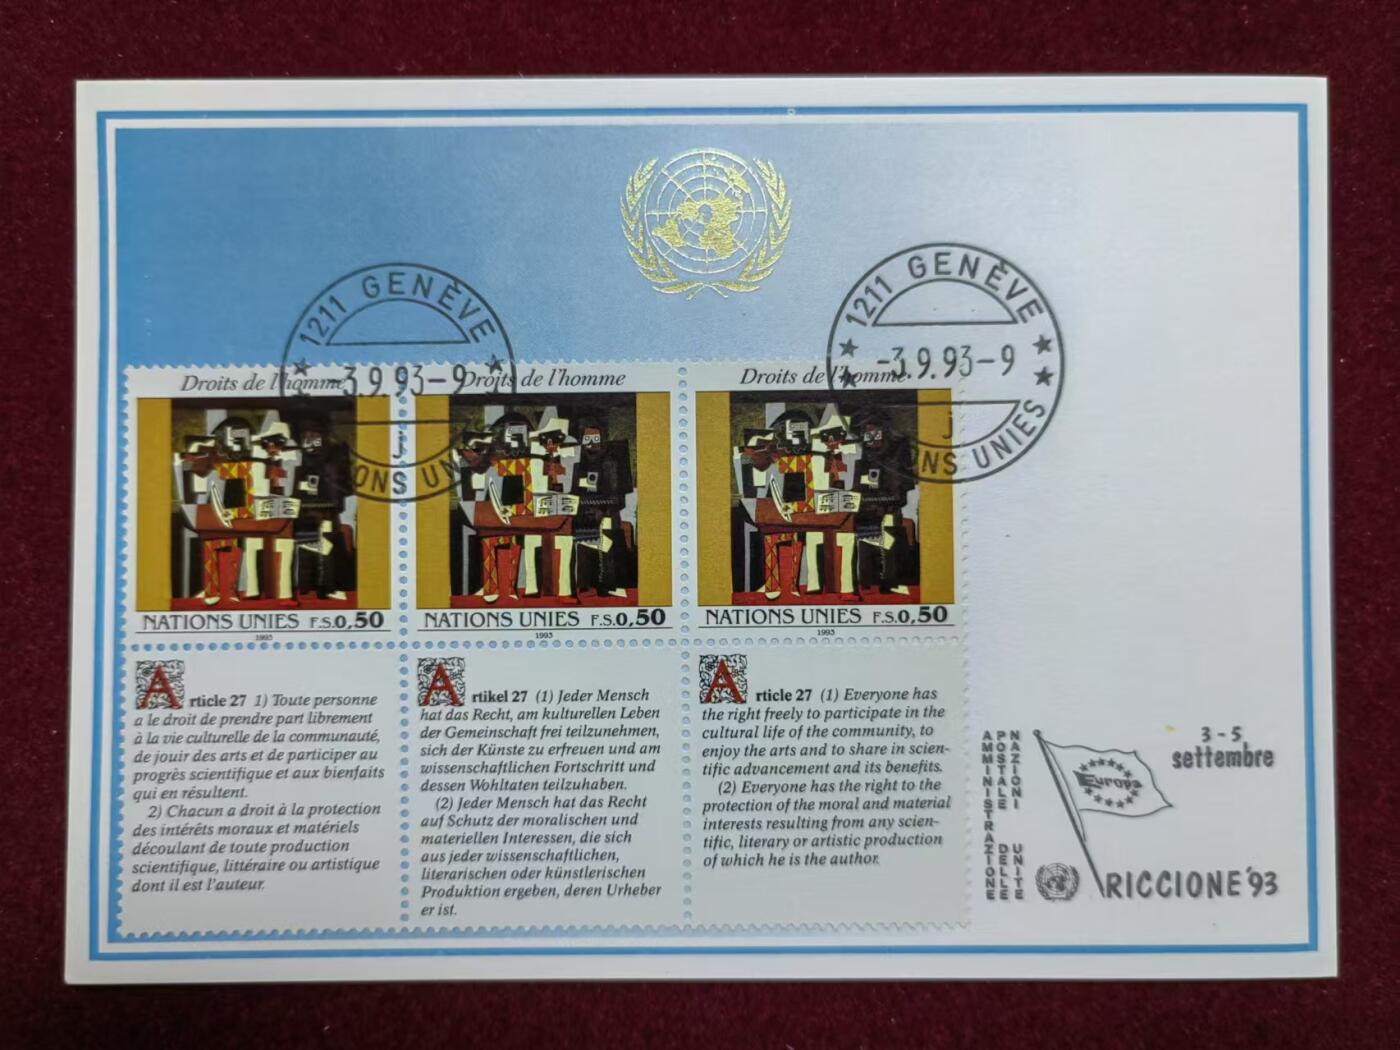 1211 GENÈVE
-3.9.93-9
j
ONS UN
1211 GENÈVE
-3.9.93-9
j
ONS UNIES
Droits de l'homme
NATIONS UNIES F.S.0,50
1993
Droits de l'homme
NATIONS UNIES F.S.0,50
1993
Droits de l'homme
NATIONS UNIES F.S.0,50
1993
Article 27 1) Toute personne
a le droit de prendre part librement
à la vie culturelle de la communauté,
de jouir des arts et de participer au
progrès scientifique et aux bienfaits
qui en résultent.
2) Chacun a droit à la protection
des intérêts moraux et matériels
découlant de toute production
scientifique, littéraire ou artistique
dont il est l'auteur.
Artikel 27 (1) Jeder Mensch
hat das Recht, am kulturellen Leben
der Gemeinschaft frei teilzunehmen,
sich der Künste zu erfreuen und am
wissenschaftlichen Fortschritt und
dessen Wohltaten teilzuhaben.
(2) Jeder Mensch hat das Recht
auf Schutz der moralischen und
materiellen Interessen, die sich
aus jeder wissenschaftlichen,
literarischen oder künstlerischen
Produktion ergeben, deren Urheber
er ist.
Article 27 (1) Everyone has
the right freely to participate in the
cultural life of the community, to
enjoy the arts and to share in scien-
tific advancement and its benefits.
(2) Everyone has the right to the
protection of the moral and material
interests resulting from any scien-
tific, literary or artistic production
of which he is the author.
AMMINISTRAZIONE
POSTALE DELLE
NAZIONI UNITE
Europa
3-5
settembre
RICCIONE '93